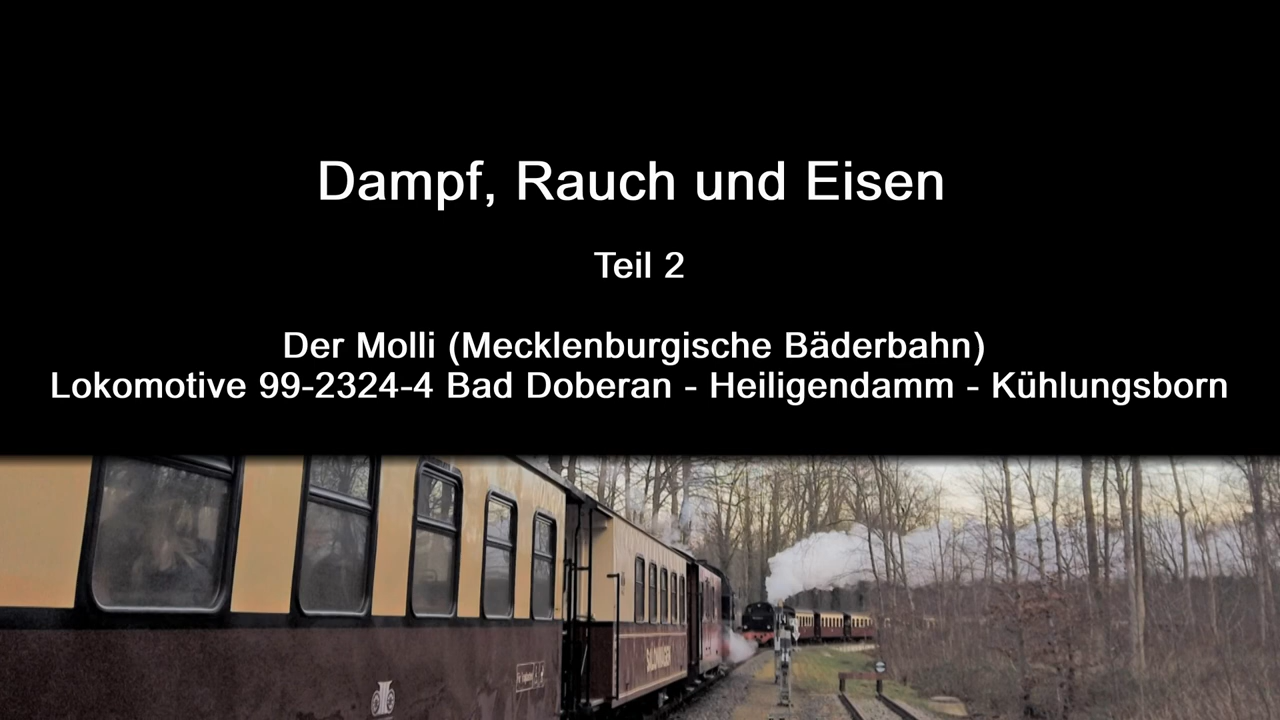 Dampf, Rauch und Eisen
Teil 2
Der Molli (Mecklenburgische Bäderbahn)
Lokomotive 99-2324-4 Bad Doberan - Heiligendamm - Kühlungsborn